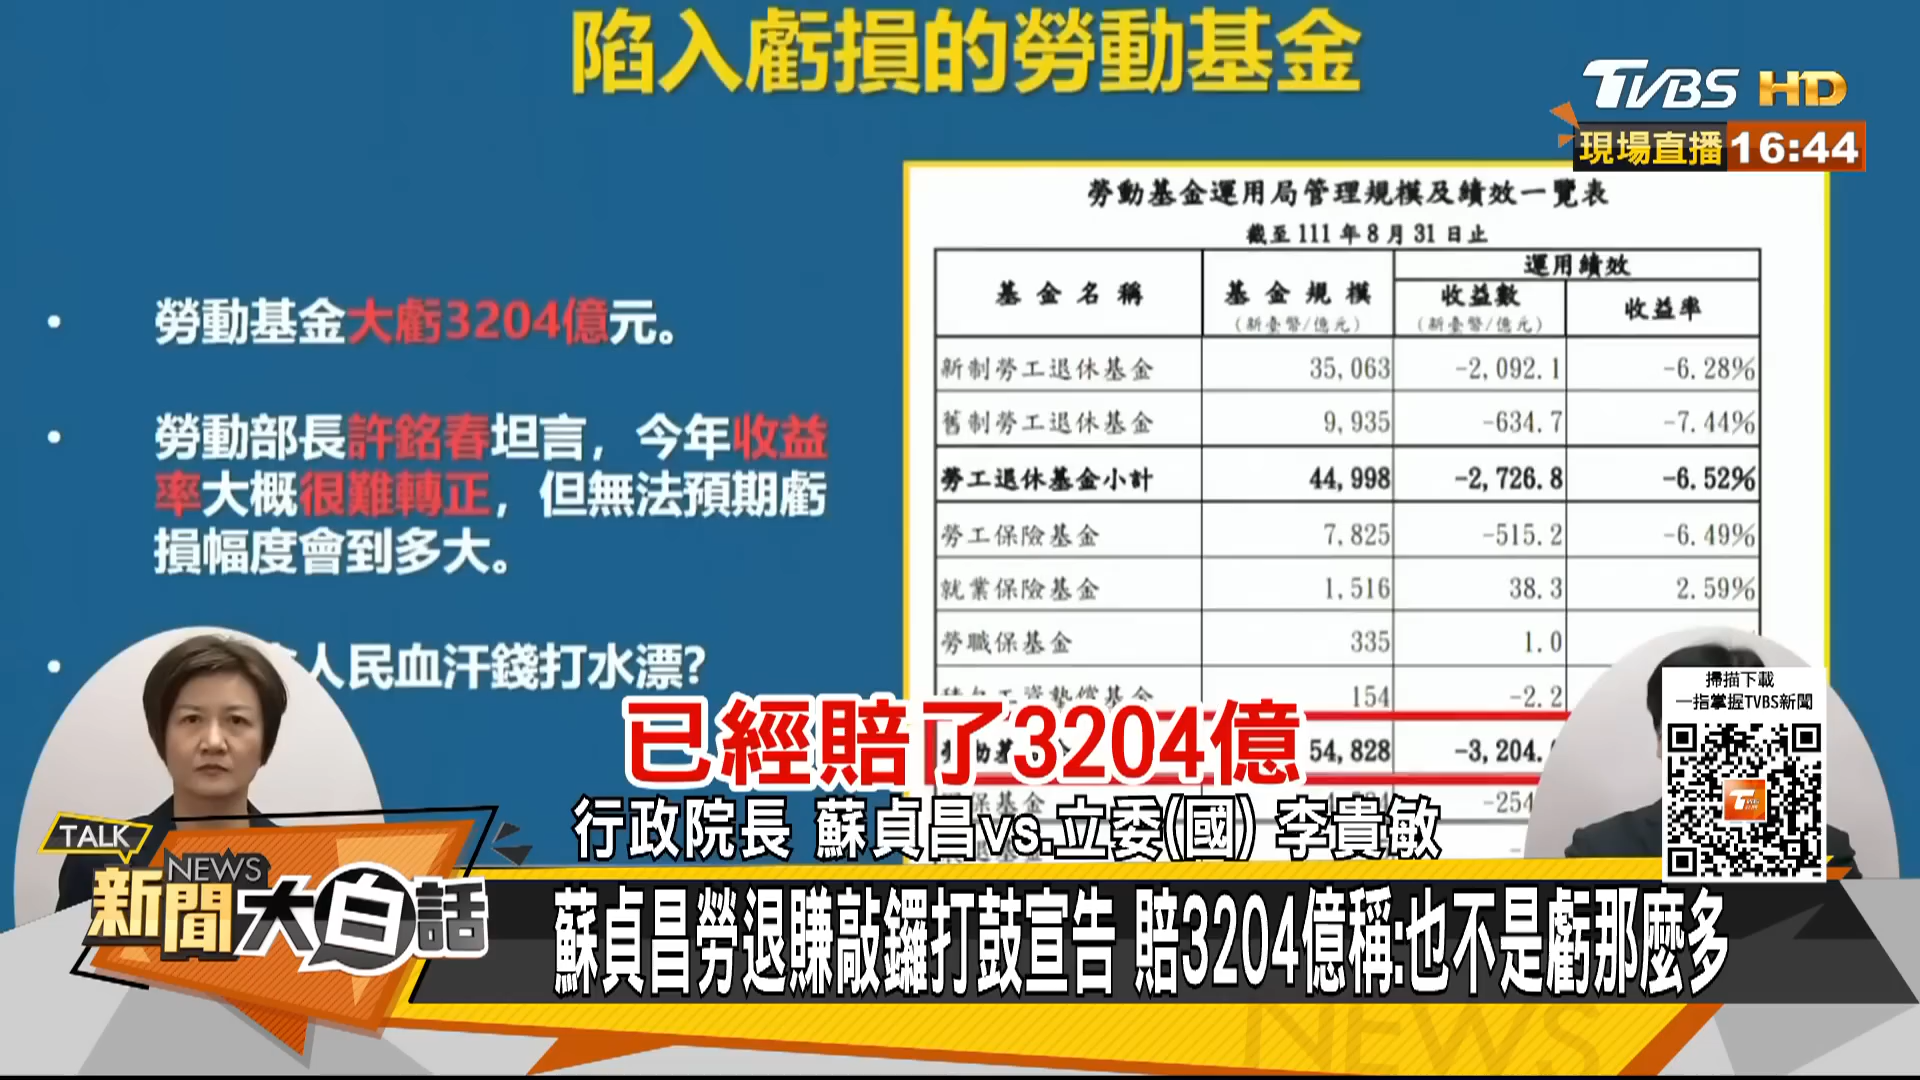 陷入虧損的勞動基金
TVBS HD
現場直播 16:44
勞動基金大虧3204億元。
勞動部長許銘春坦言，今年收益
率大概很難轉正，但無法預期虧
損幅度會到多大。
人民血汗錢打水漂?
勞動基金運用局管理規模及績效一覽表
截至111年8月31日止
基金名稱 基金規模 運用績效
(新臺幣/億元) 收益數 (新臺幣/億元) 收益率
新制勞工退休基金 35,063 -2,092.1 -6.28%
舊制勞工退休基金 9,935 -634.7 -7.44%
勞工退休基金小計 44,998 -2,726.8 -6.52%
勞工保險基金 7,825 -515.2 -6.49%
就業保險基金 1,516 38.3 2.59%
勞職保基金 335 1.0
154 -2.2
54,828 -3,204.
保基金 -254
已經賠了3204億
行政院長 蘇貞昌vs.立委(國) 李貴敏
掃描下載
一指掌握TVBS新聞
TALK
NEWS
新聞大白話
蘇貞昌勞退賺敲鑼打鼓宣告 賠3204億稱:也不是虧那麼多
NEWS